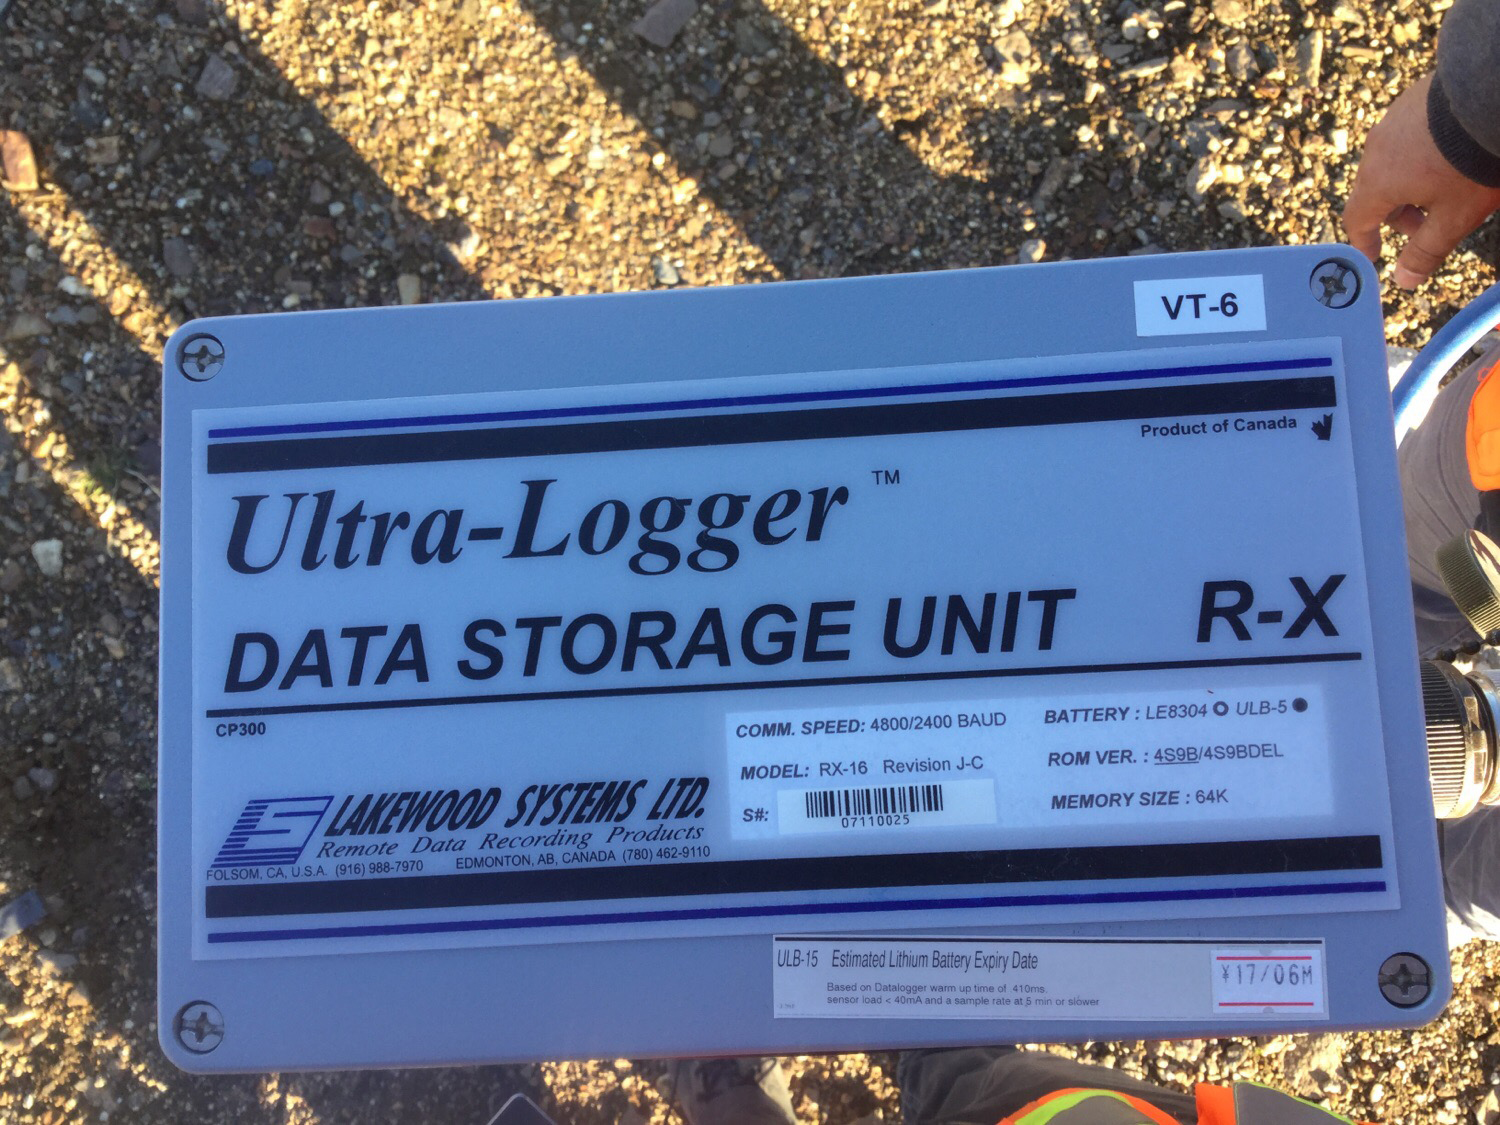 VT-6
Product of Canada
Ultra-Logger ™
DATA STORAGE UNIT R-X
CP300
COMM. SPEED: 4800/2400 BAUD
BATTERY : LE8304 ULB-5
MODEL: RX-16 Revision J-C
ROM VER. : 4S9B/4S9BDEL
S#: 07110025
MEMORY SIZE : 64K
LAKEWOOD SYSTEMS LTD.
Remote Data Recording Products
FOLSOM, CA, U.S.A. (916) 988-7970 EDMONTON, AB, CANADA (780) 462-9110
ULB-15 Estimated Lithium Battery Expiry Date
¥17/06M
Based on Datalogger warm up time of 410ms,
sensor load < 40mA and a sample rate at 5 min or slower